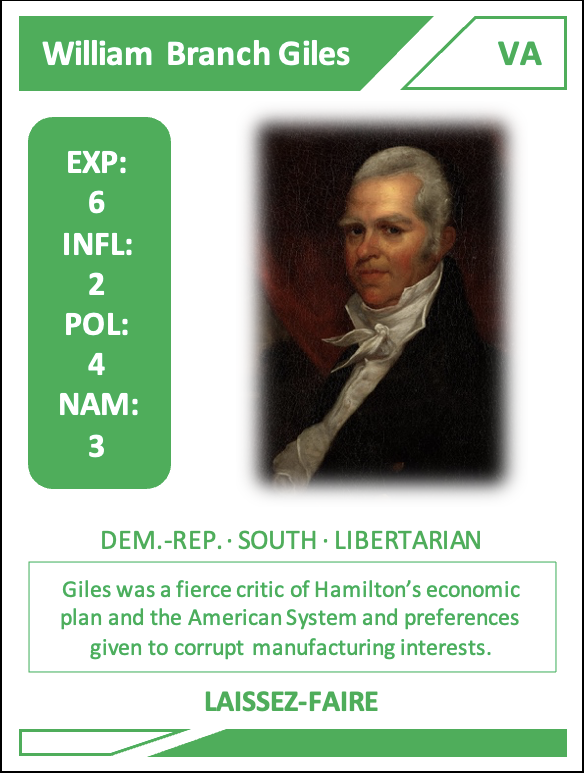 William Branch Giles
VA
EXP:
6
INFL:
2
POL:
4
NAM:
3
DEM.-REP. · SOUTH · LIBERTARIAN
Giles was a fierce critic of Hamilton’s economic
plan and the American System and preferences
given to corrupt manufacturing interests.
LAISSEZ-FAIRE